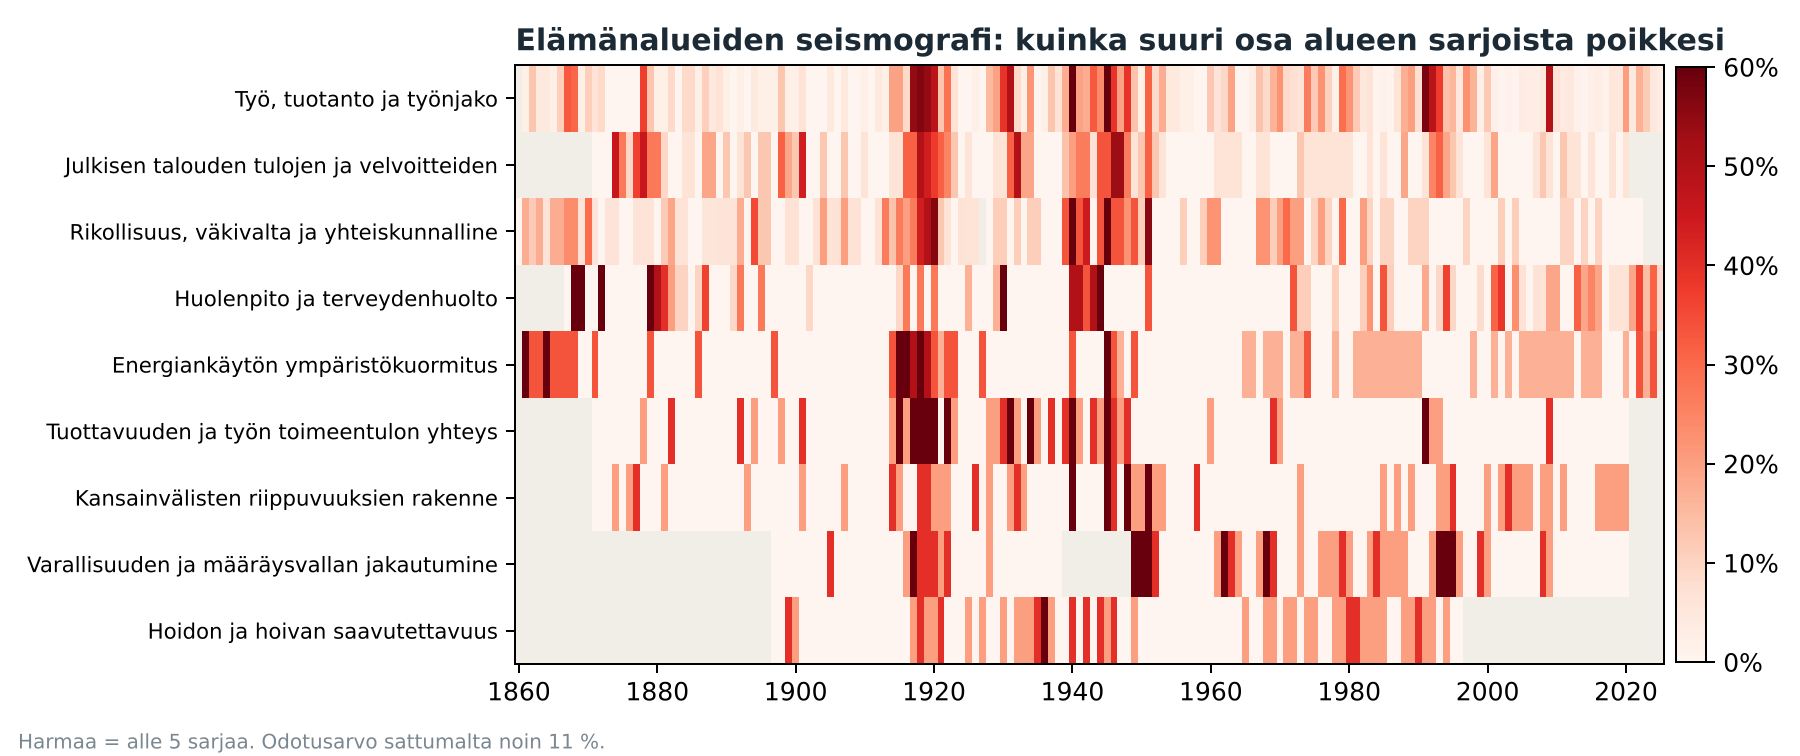 Elämänalueiden seismografi: kuinka suuri osa alueen sarjoista poikkesi
Työ, tuotanto ja työnjako
Julkisen talouden tulojen ja velvoitteiden
Rikollisuus, väkivalta ja yhteiskunnalline
Huolenpito ja terveydenhuolto
Energiankäytön ympäristökuormitus
Tuottavuuden ja työn toimeentulon yhteys
Kansainvälisten riippuvuuksien rakenne
Varallisuuden ja määräysvallan jakautumine
Hoidon ja hoivan saavutettavuus
1860 1880 1900 1920 1940 1960 1980 2000 2020
60%
50%
40%
30%
20%
10%
0%
Harmaa = alle 5 sarjaa. Odotusarvo sattumalta noin 11 %.